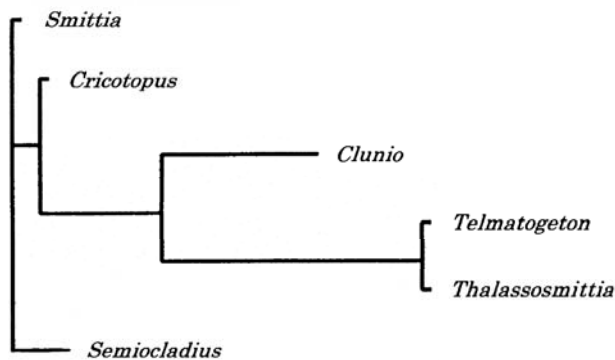 Smittia
Cricotopus
Clunio
Telmatogeton
Thalassosmittia
Semiocladius